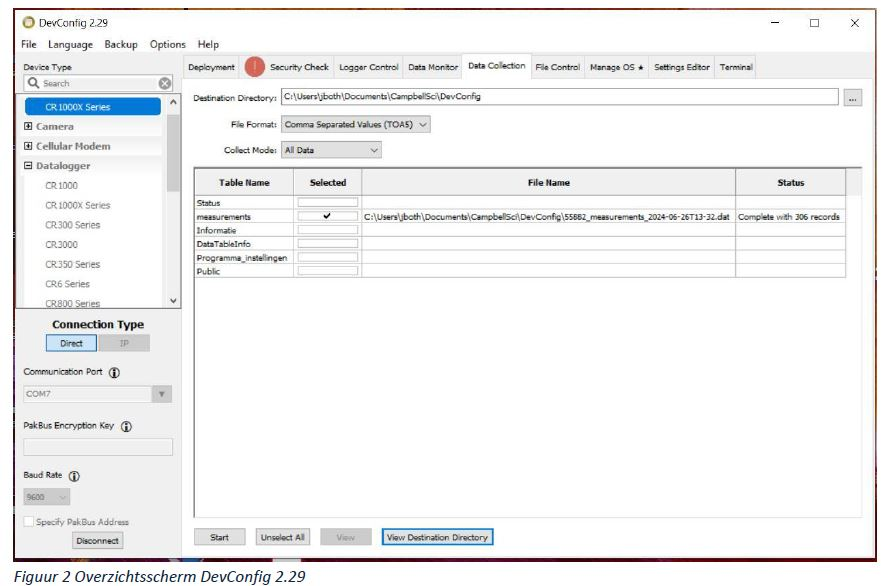 DevConfig 2.29
File Language Backup Options Help
Device Type
Search
CR1000X Series
Camera
Cellular Modem
Datalogger
CR1000
CR1000X Series
CR300 Series
CR3000
CR350 Series
CR6 Series
CR800 Series
Connection Type
Direct IP
Communication Port
COM7
PakBus Encryption Key
Baud Rate
9600
Specify PakBus Address
Disconnect
Deployment ! Security Check Logger Control Data Monitor Data Collection File Control Manage OS ★ Settings Editor Terminal
Destination Directory: C:\Users\jboth\Documents\CampbellSci\DevConfig ...
File Format: Comma Separated Values (TOA5)
Collect Mode: All Data
Table Name Selected File Name Status
Status
measurements ✔ C:\Users\jboth\Documents\CampbellSci\DevConfig\55882_measurements_2024-06-26T13-32.dat Complete with 306 records
Informatie
DataTableInfo
Programma_instellingen
Public
Start Unselect All View View Destination Directory
Figuur 2 Overzichtsscherm DevConfig 2.29